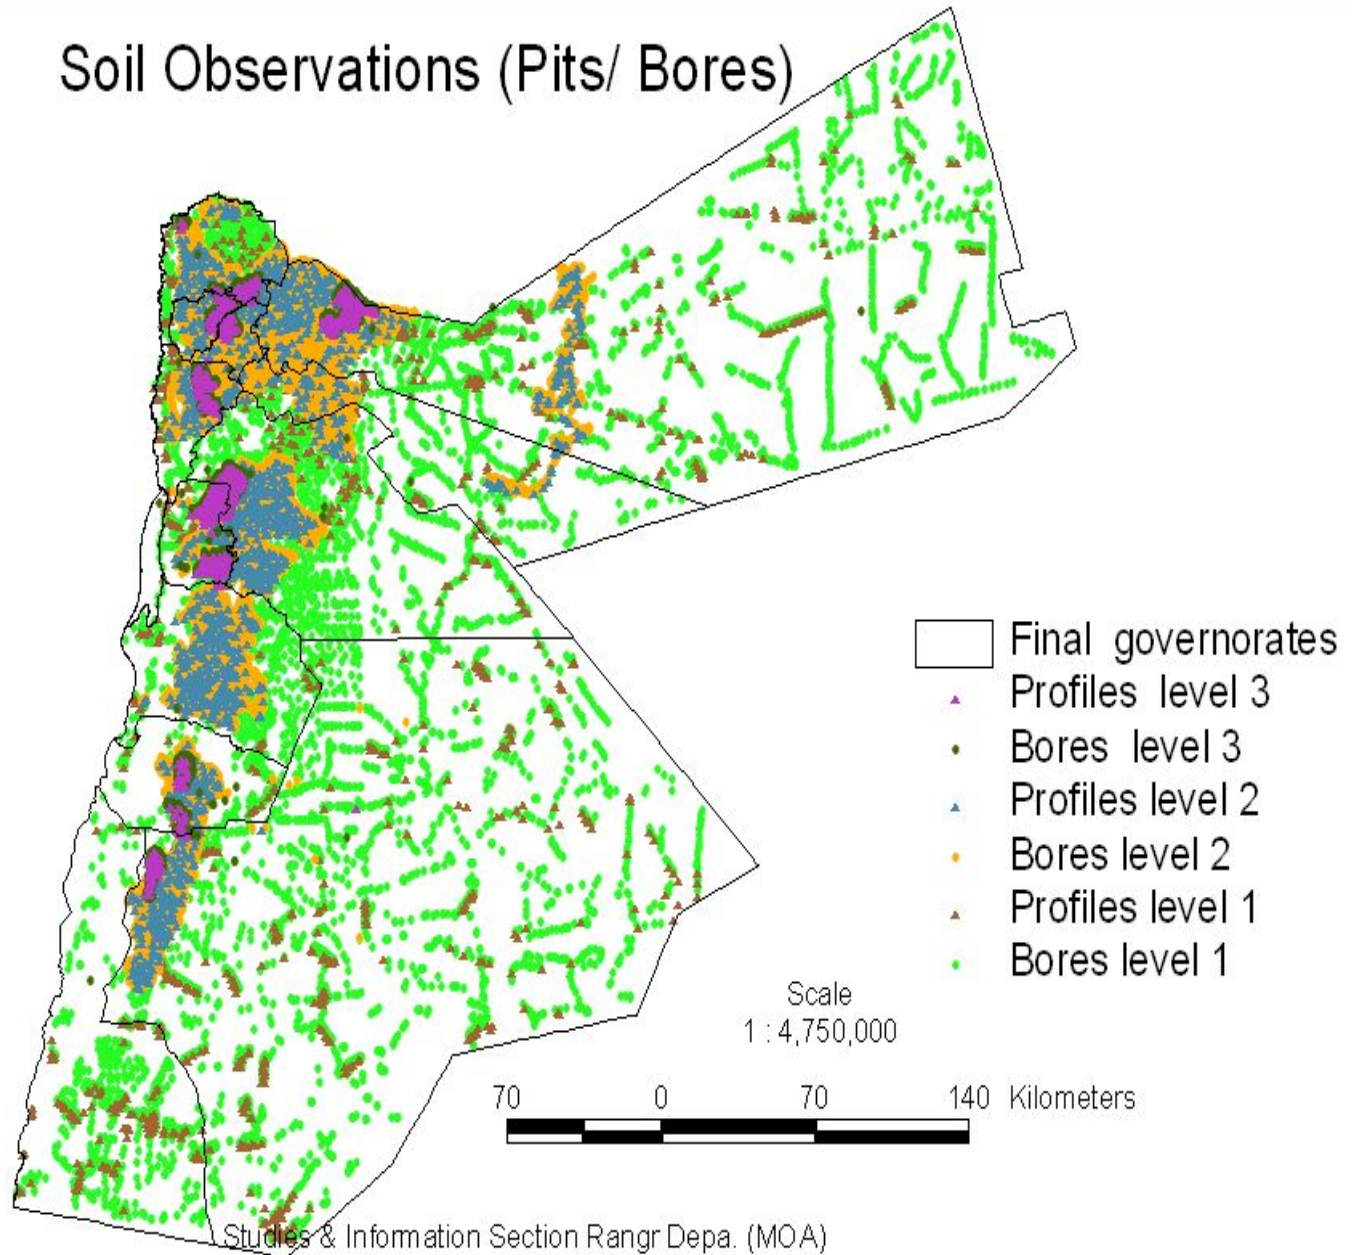 Soil Observations (Pits/ Bores)
Final governorates
Profiles level 3
Bores level 3
Profiles level 2
Bores level 2
Profiles level 1
Bores level 1
Scale
1 : 4,750,000
70 0 70 140 Kilometers
Studies & Information Section Rangr Depa. (MOA)